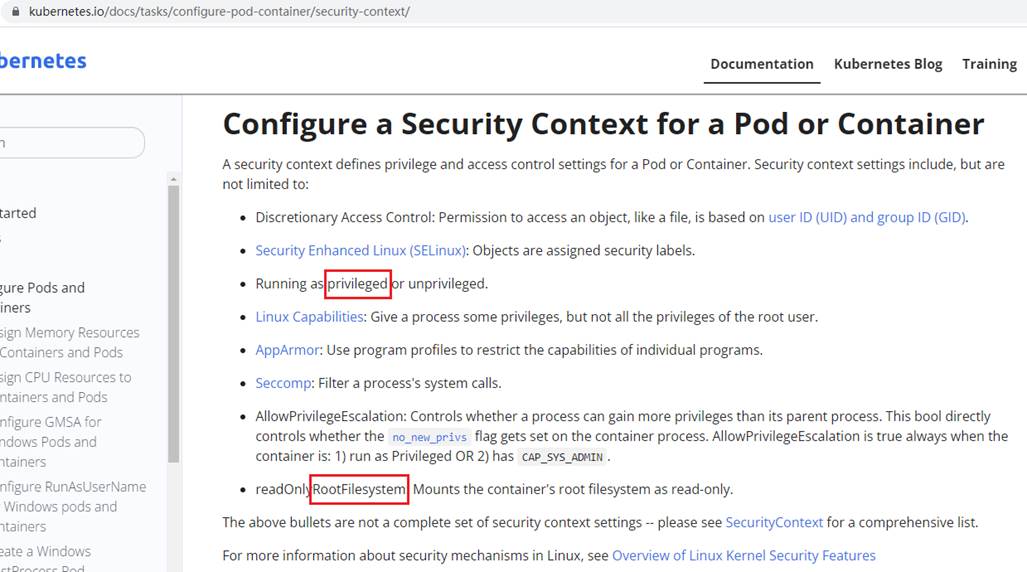 kubernetes.io/docs/tasks/configure-pod-container/security-context/
bernetes
Documentation Kubernetes Blog Training
Configure a Security Context for a Pod or Container
A security context defines privilege and access control settings for a Pod or Container. Security context settings include, but are
not limited to:
Discretionary Access Control: Permission to access an object, like a file, is based on user ID (UID) and group ID (GID).
Security Enhanced Linux (SELinux): Objects are assigned security labels.
Running as privileged or unprivileged.
Linux Capabilities: Give a process some privileges, but not all the privileges of the root user.
AppArmor: Use program profiles to restrict the capabilities of individual programs.
Seccomp: Filter a process's system calls.
AllowPrivilegeEscalation: Controls whether a process can gain more privileges than its parent process. This bool directly
controls whether the no_new_privs flag gets set on the container process. AllowPrivilegeEscalation is true always when the
container is: 1) run as Privileged OR 2) has CAP_SYS_ADMIN.
readOnlyRootFilesystem: Mounts the container's root filesystem as read-only.
The above bullets are not a complete set of security context settings -- please see SecurityContext for a comprehensive list.
For more information about security mechanisms in Linux, see Overview of Linux Kernel Security Features
tarted
gure Pods and
iners
sign Memory Resources
Containers and Pods
sign CPU Resources to
ntainers and Pods
nfigure GMSA for
ndows Pods and
ntainers
nfigure RunAsUserName
Windows pods and
ntainers
eate a Windows
stProcess Pod